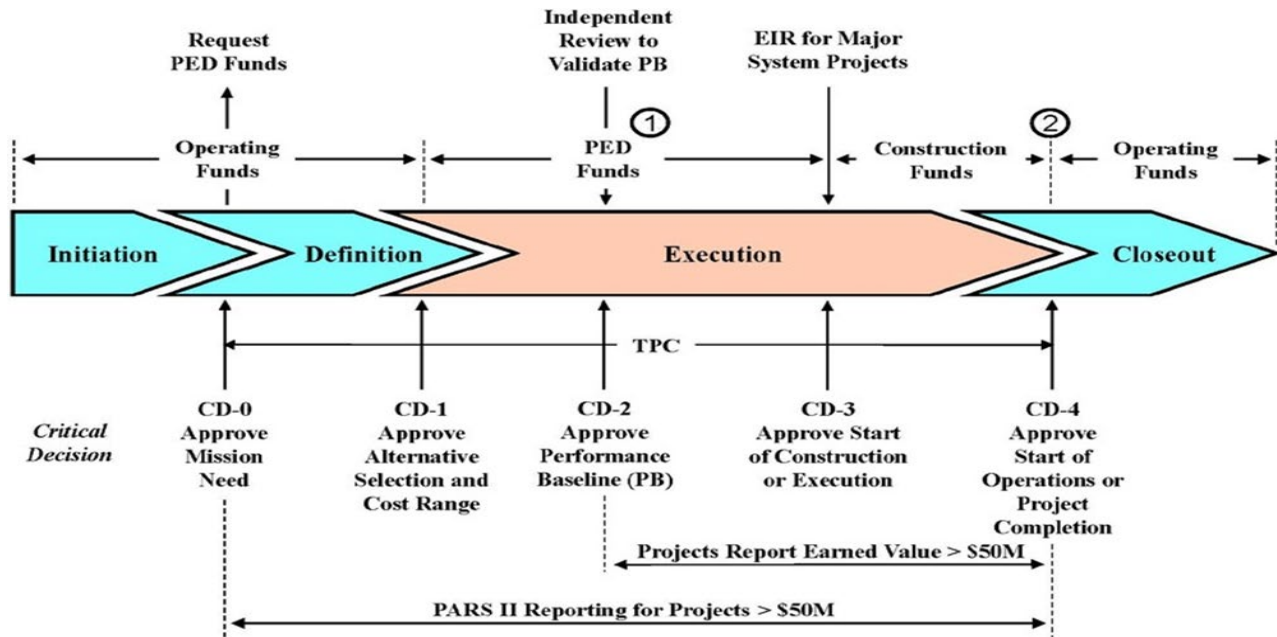 Request
PED Funds
Independent
Review to
Validate PB
EIR for Major
System Projects
①
②
Operating
Funds
PED
Funds
Construction
Funds
Operating
Funds
Initiation
Definition
Execution
Closeout
TPC
Critical
Decision
CD-0
Approve
Mission
Need
CD-1
Approve
Alternative
Selection and
Cost Range
CD-2
Approve
Performance
Baseline (PB)
CD-3
Approve Start
of Construction
or Execution
CD-4
Approve
Start of
Operations or
Project
Completion
Projects Report Earned Value > $50M
PARS II Reporting for Projects > $50M